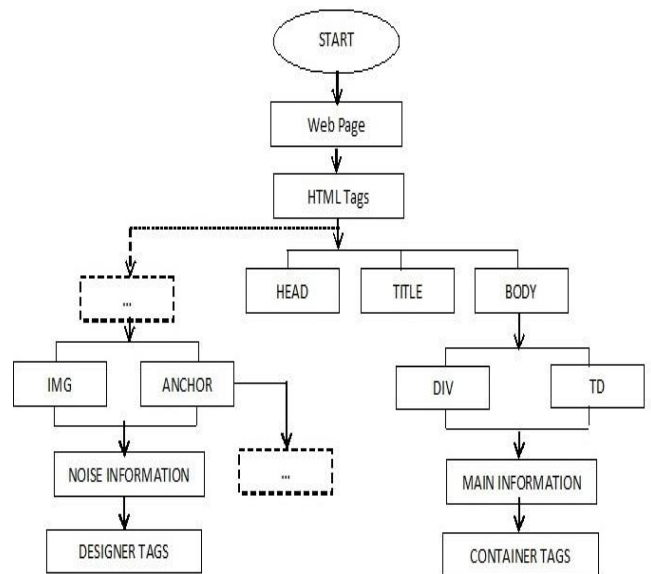 START
Web Page
HTML Tags
...
HEAD
TITLE
BODY
IMG
ANCHOR
DIV
TD
...
NOISE INFORMATION
MAIN INFORMATION
DESIGNER TAGS
CONTAINER TAGS